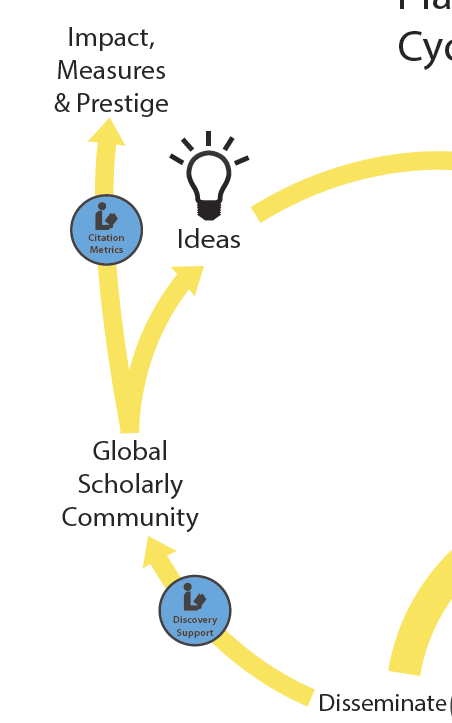 Impact,
Measures
& Prestige
Citation
Metrics
Ideas
Global
Scholarly
Community
Discovery
Support
Disseminate